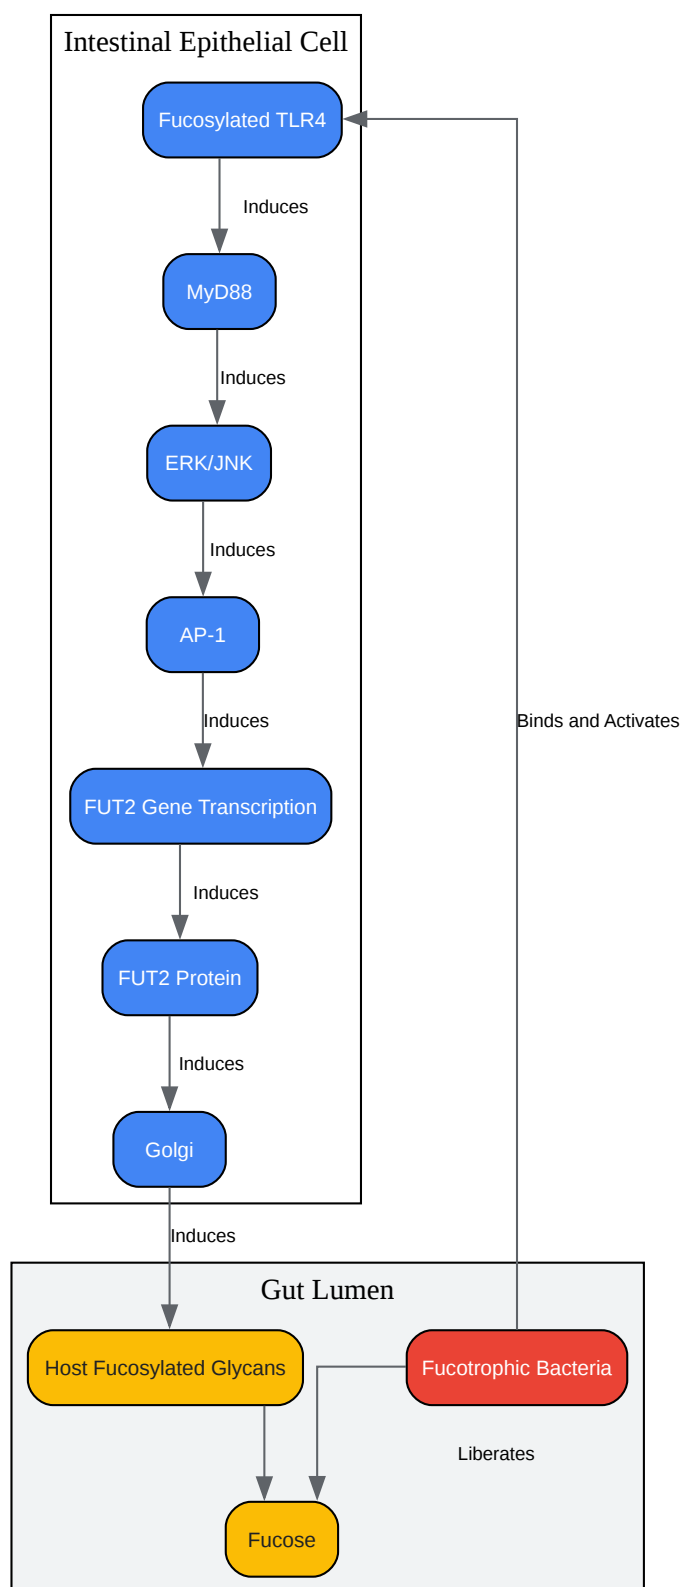 Intestinal Epithelial Cell
Fucosylated TLR4
Induces
MyD88
Induces
ERK/JNK
Induces
AP-1
Induces
Binds and Activates
FUT2 Gene Transcription
Induces
FUT2 Protein
Induces
Golgi
Induces
Gut Lumen
Host Fucosylated Glycans
Fucotrophic Bacteria
Liberates
Fucose